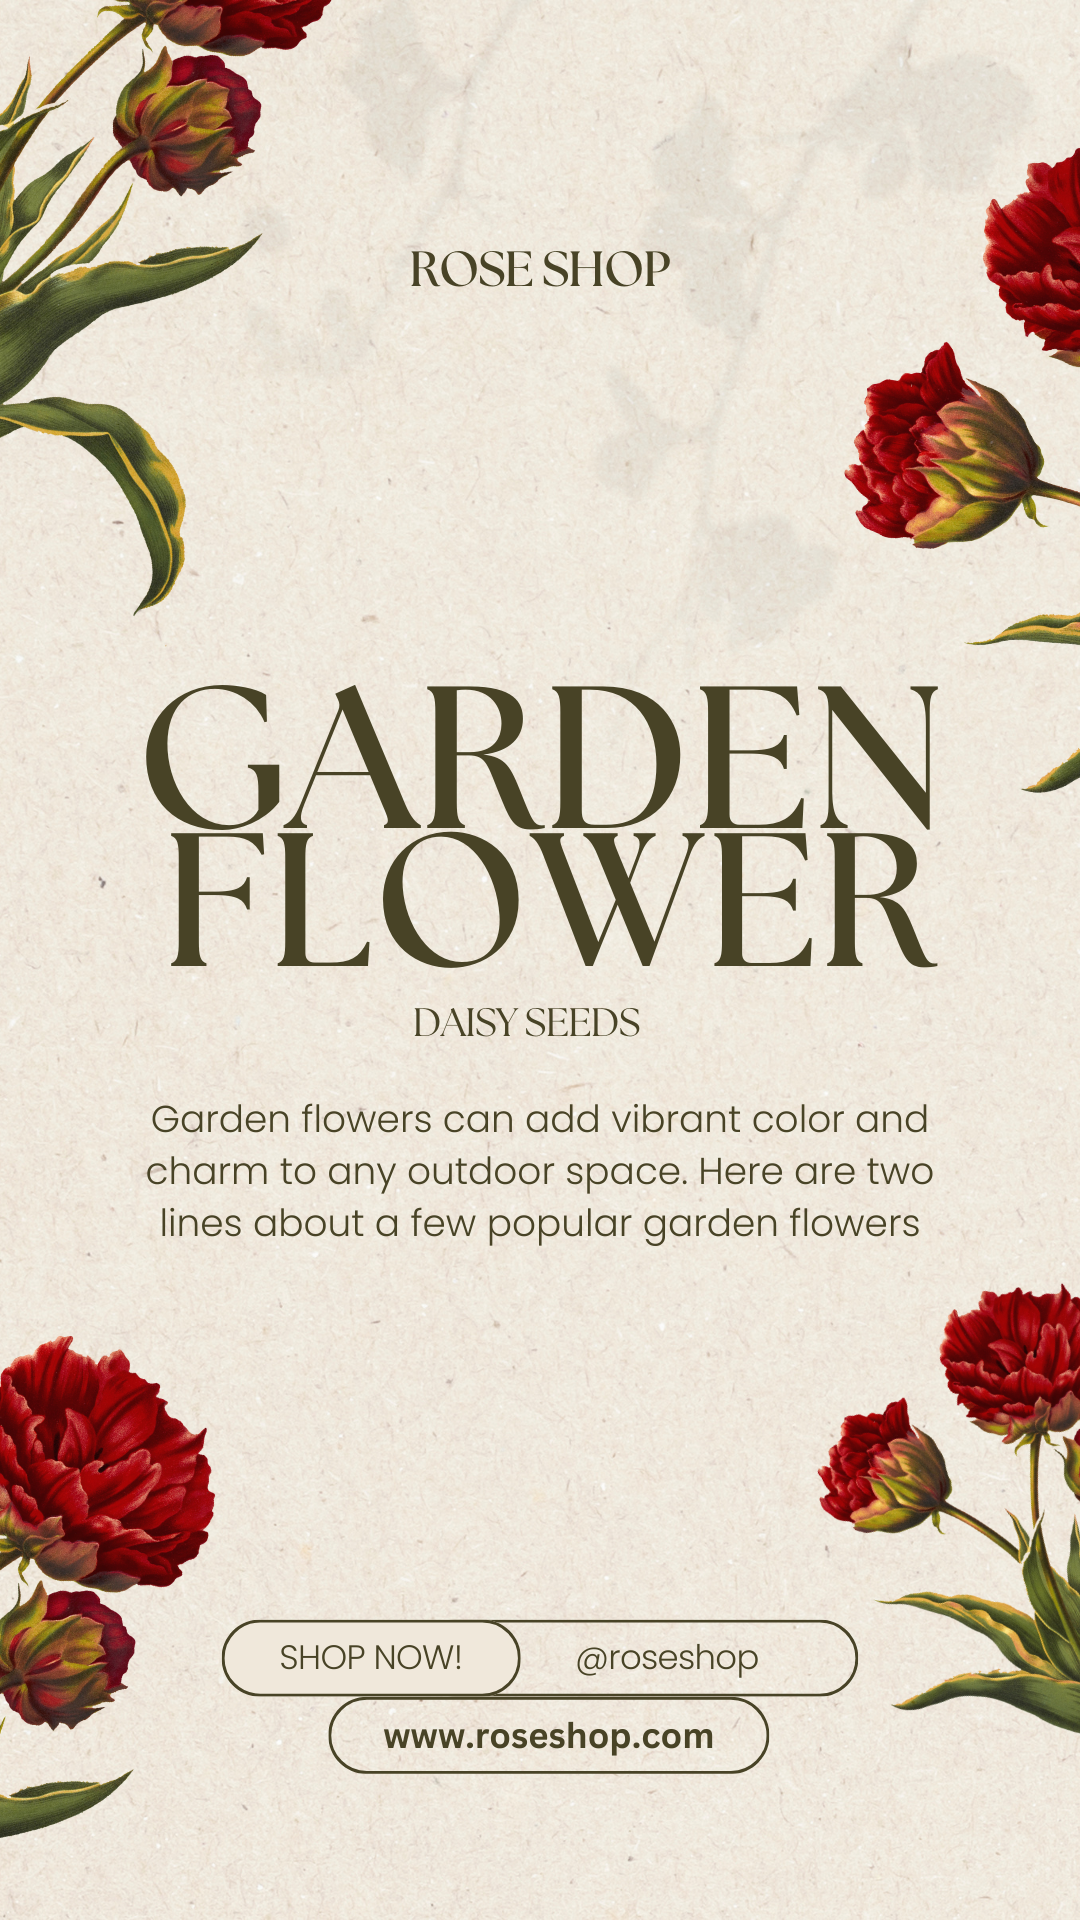 ROSE SHOP
GARDEN
FLOWER
DAISY SEEDS
Garden flowers can add vibrant color and
charm to any outdoor space. Here are two
lines about a few popular garden flowers
SHOP NOW!
@roseshop
www.roseshop.com